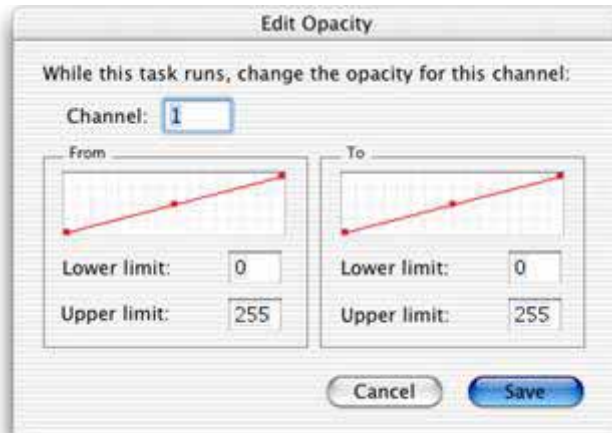 Edit Opacity
While this task runs, change the opacity for this channel:
Channel: 1
From
Lower limit: 0
Upper limit: 255
To
Lower limit: 0
Upper limit: 255
Cancel
Save